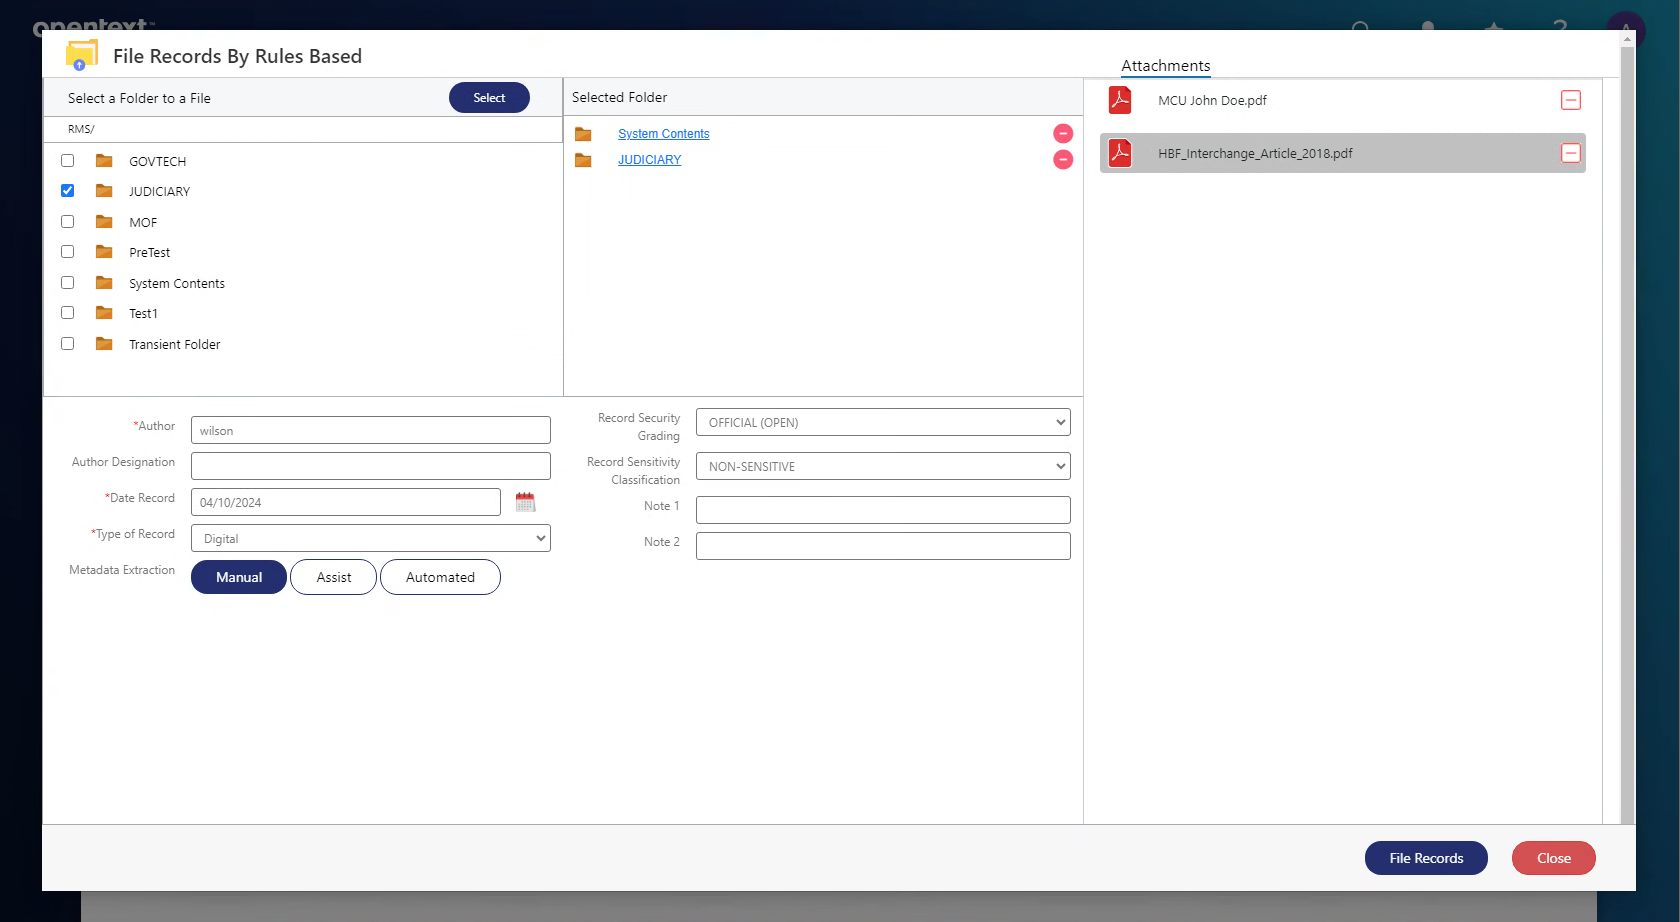 opentext™
File Records By Rules Based
Attachments
Select a Folder to a File
Select
Selected Folder
RMS/
GOVTECH
JUDICIARY
MOF
PreTest
System Contents
Test1
Transient Folder
System Contents
JUDICIARY
MCU John Doe.pdf
HBF_Interchange_Article_2018.pdf
*Author
wilson
Author Designation
*Date Record
04/10/2024
*Type of Record
Digital
Metadata Extraction
Manual
Assist
Automated
Record Security
Grading
OFFICIAL (OPEN)
Record Sensitivity
Classification
NON-SENSITIVE
Note 1
Note 2
File Records
Close